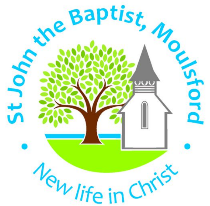 St John the Baptist, Moulsford
New life in Christ